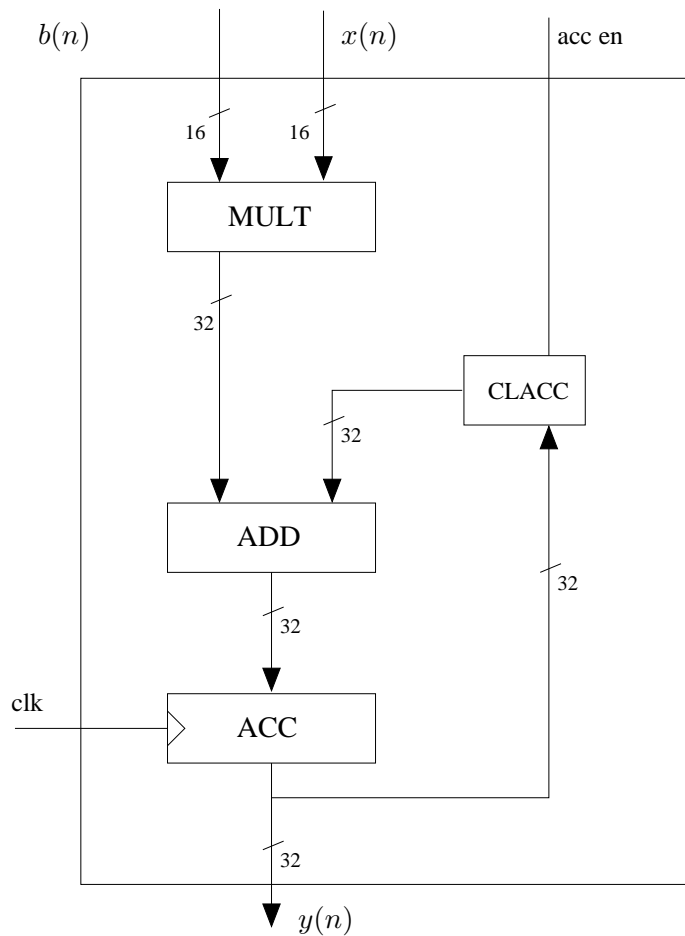 b(n) x(n) acc en
16 16
MULT
32
CLACC
32
ADD
32
32
clk
ACC
32
y(n)